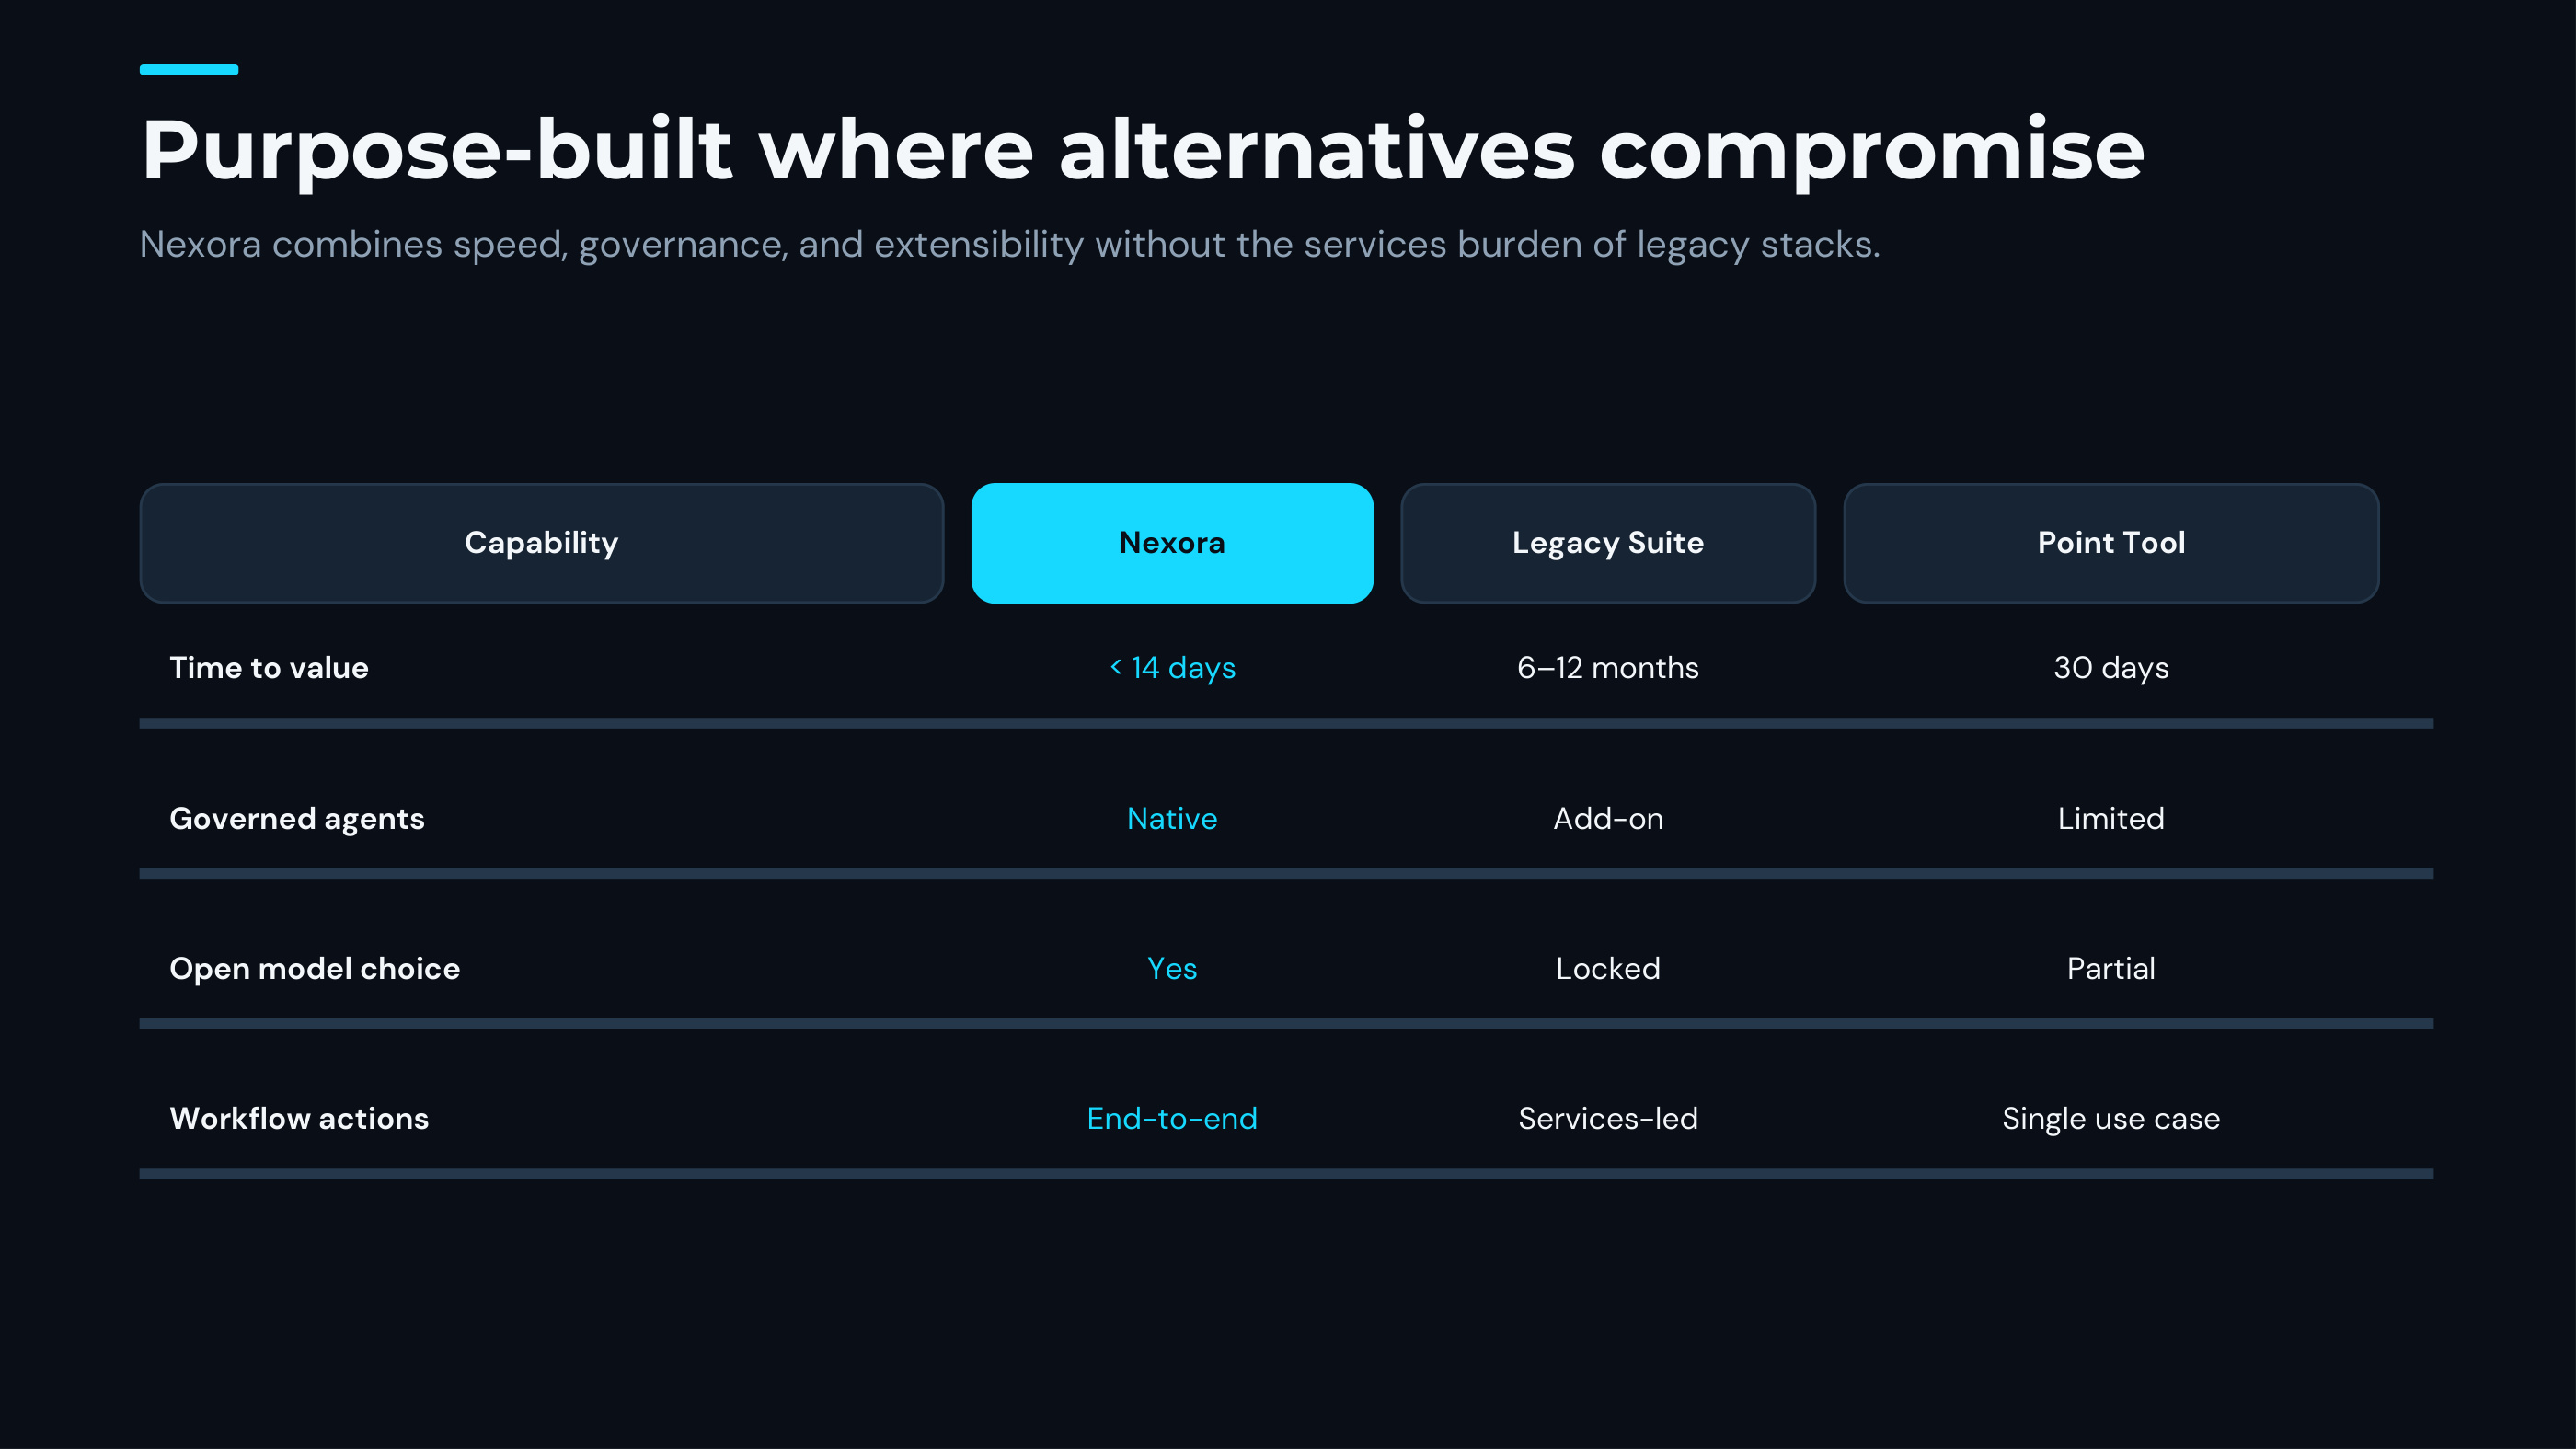 Purpose-built where alternatives compromise
Nexora combines speed, governance, and extensibility without the services burden of legacy stacks.
Capability Nexora Legacy Suite Point Tool
Time to value < 14 days 6–12 months 30 days
Governed agents Native Add-on Limited
Open model choice Yes Locked Partial
Workflow actions End-to-end Services-led Single use case